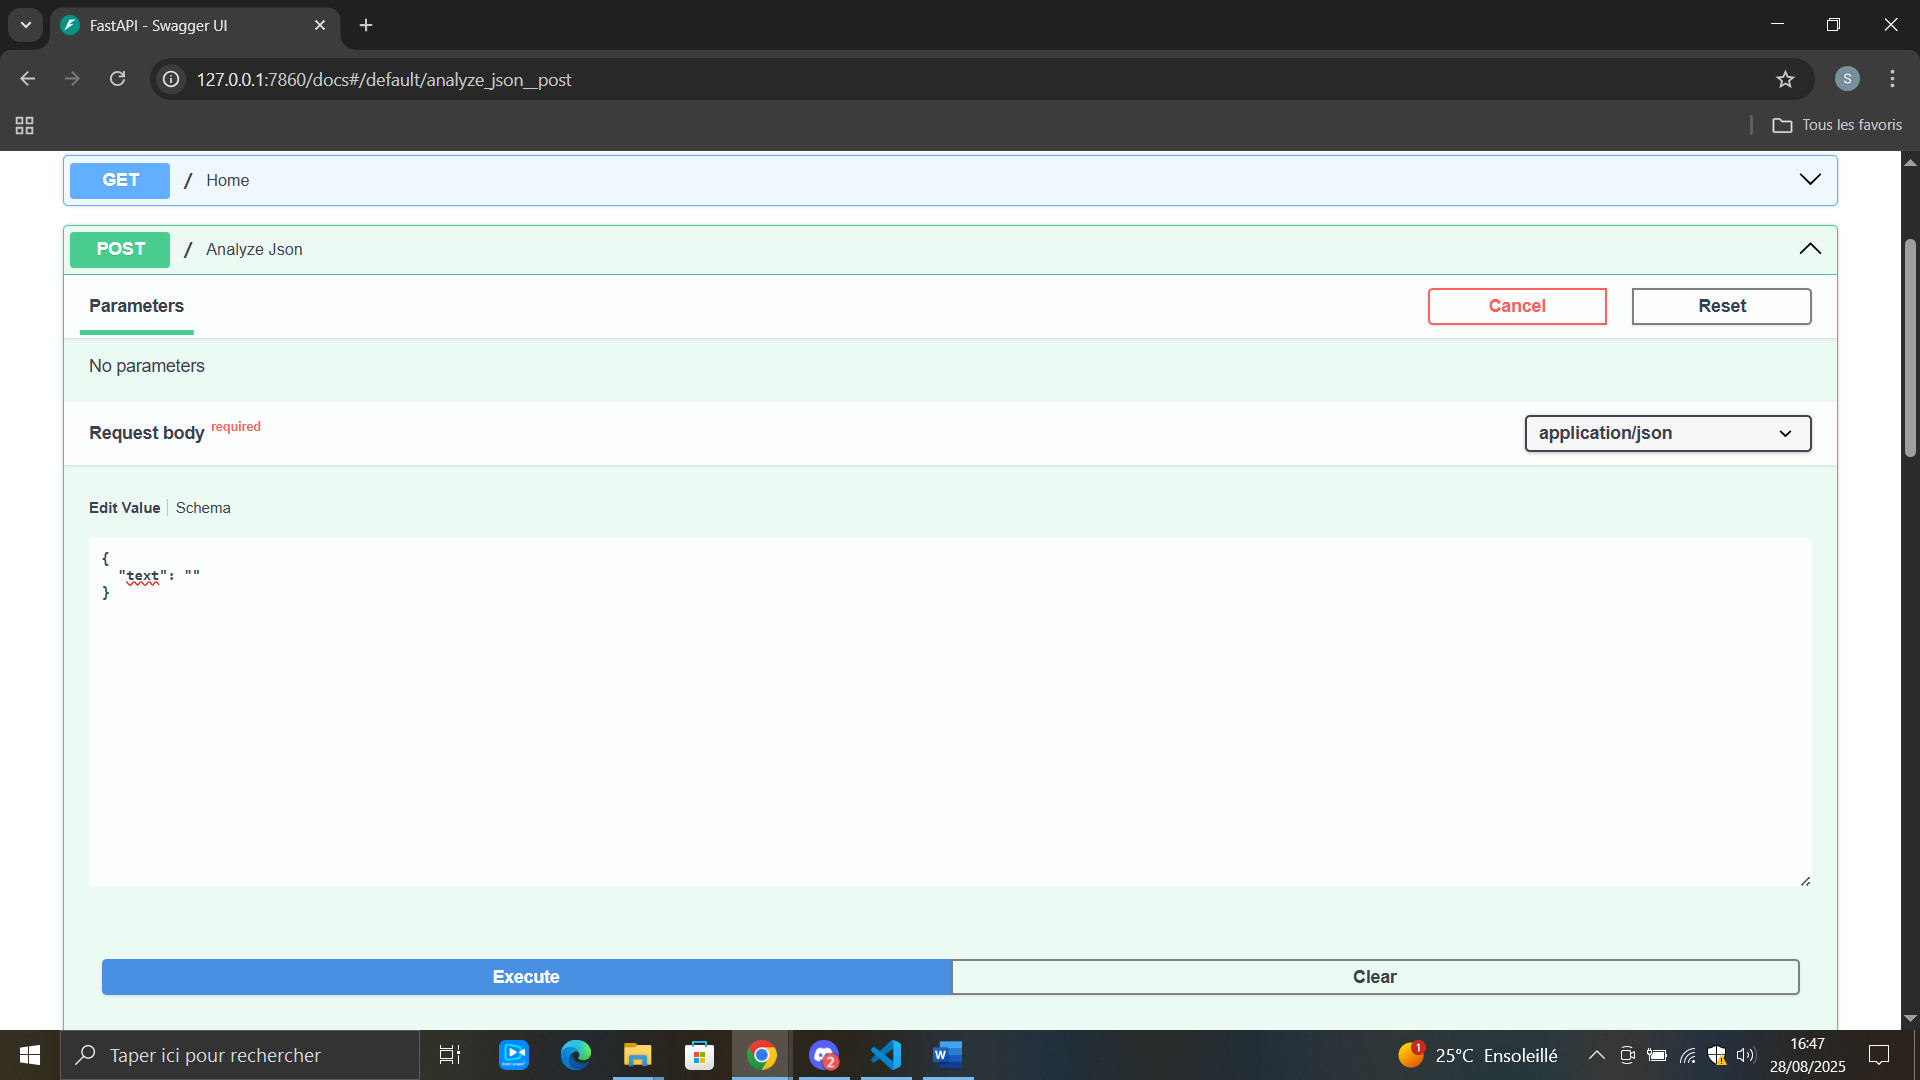 FastAPI - Swagger UI
127.0.0.1:7860/docs#/default/analyze_json__post
S
Tous les favoris
GET / Home
POST / Analyze Json
Parameters
Cancel
Reset
No parameters
Request body required
application/json
Edit Value
Schema
{
"text": ""
}
Execute
Clear
Taper ici pour rechercher
2
W
1
25°C Ensoleillé
16:47
28/08/2025